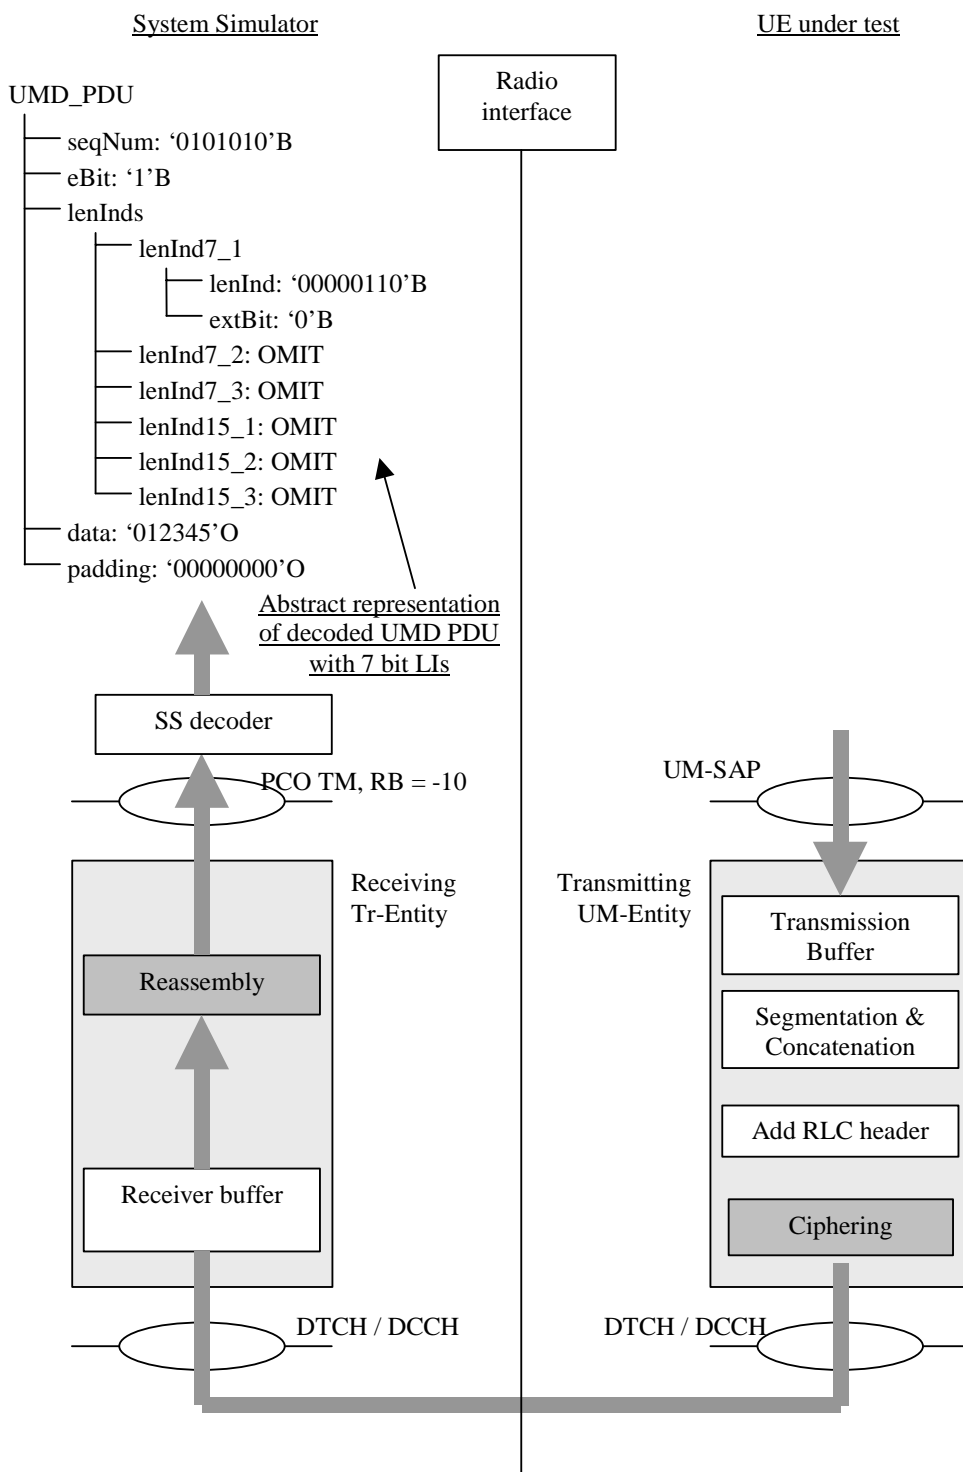 System Simulator
UE under test
Radio
interface
UMD_PDU
seqNum: ‘0101010’B
eBit: ‘1’B
lenInds
lenInd7_1
lenInd: ‘00000110’B
extBit: ‘0’B
lenInd7_2: OMIT
lenInd7_3: OMIT
lenInd15_1: OMIT
lenInd15_2: OMIT
lenInd15_3: OMIT
data: ‘012345’O
padding: ‘00000000’O
Abstract representation
of decoded UMD PDU
with 7 bit LIs
SS decoder
PCO TM, RB = -10
UM-SAP
Receiving
Tr-Entity
Transmitting
UM-Entity
Transmission
Buffer
Reassembly
Segmentation &
Concatenation
Add RLC header
Receiver buffer
Ciphering
DTCH / DCCH
DTCH / DCCH